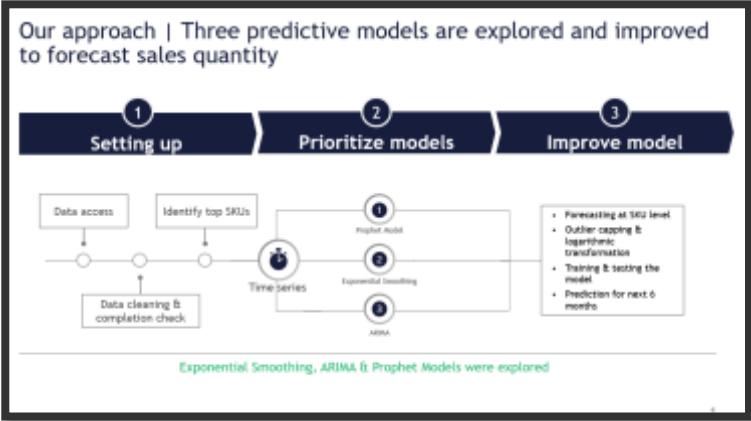 Our approach | Three predictive models are explored and improved
to forecast sales quantity
1
Setting up
2
Prioritize models
3
Improve model
Data access
Identify top SKUs
Data cleaning &
completion check
Time series
1
Prophet Model
2
Exponential Smoothing
3
ARIMA
• Forecasting at SKU level
• Outlier capping &
logarithmic
transformation
• Training & testing the
model
• Prediction for next 6
months
Exponential Smoothing, ARIMA & Prophet Models were explored